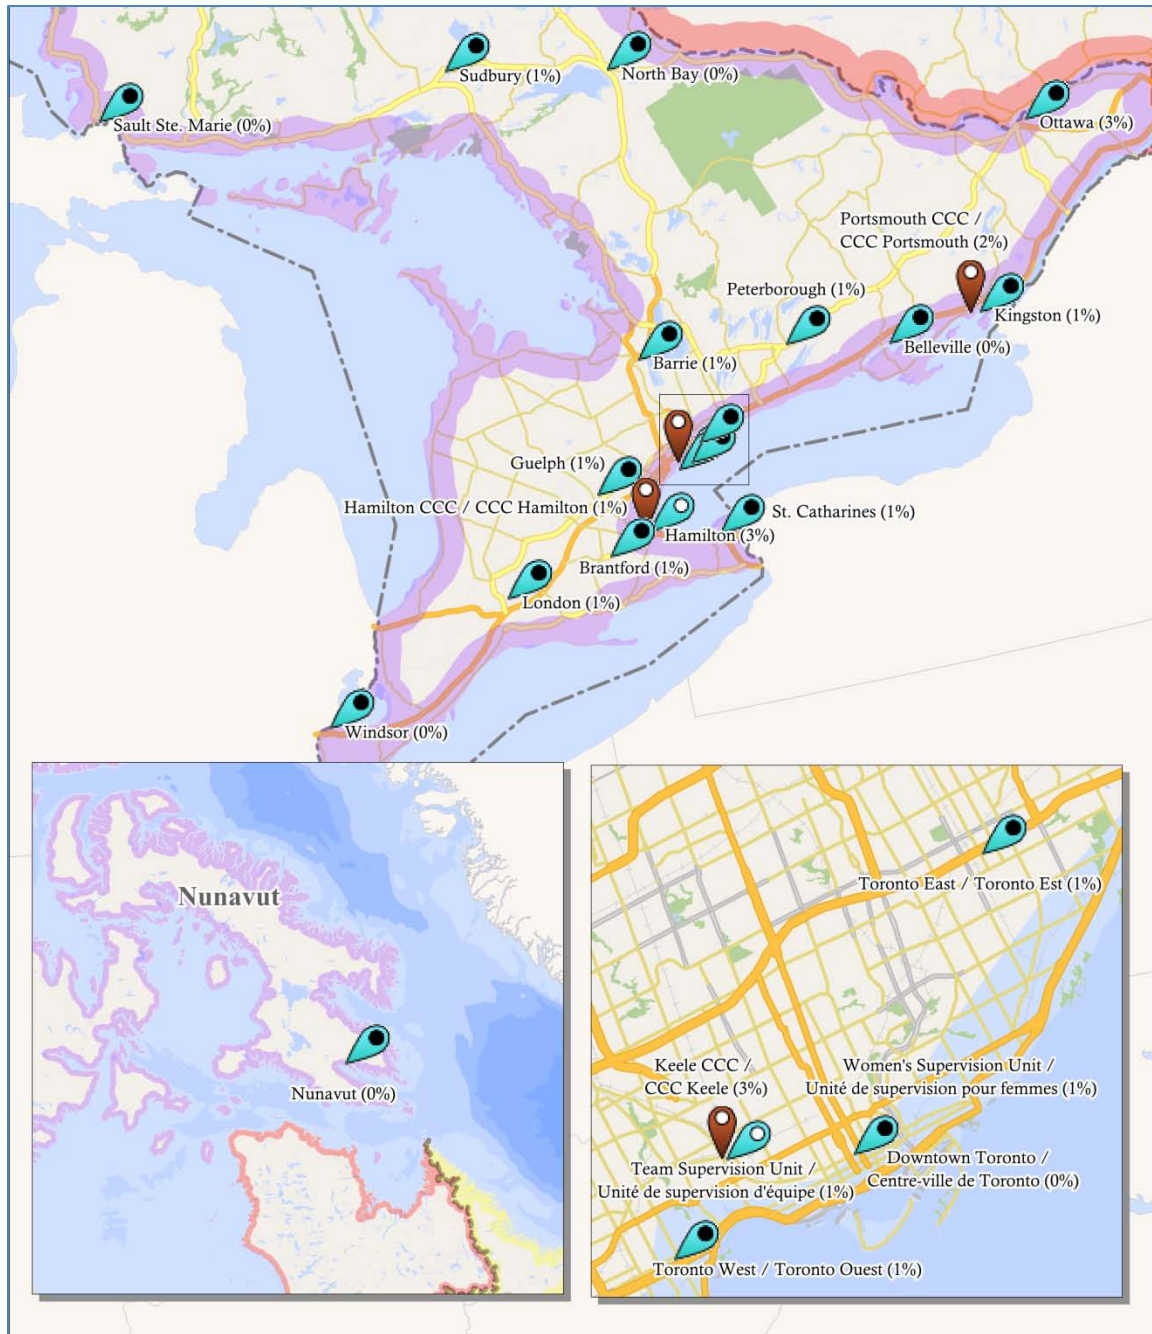 Sudbury (1%)
North Bay (0%)
Sault Ste. Marie (0%)
Ottawa (3%)
Portsmouth CCC /
CCC Portsmouth (2%)
Peterborough (1%)
Kingston (1%)
Belleville (0%)
Barrie (1%)
Guelph (1%)
Hamilton CCC / CCC Hamilton (1%)
St. Catharines (1%)
Hamilton (3%)
Brantford (1%)
London (1%)
Windsor (0%)
Nunavut
Nunavut (0%)
Toronto East / Toronto Est (1%)
Keele CCC /
CCC Keele (3%)
Women's Supervision Unit /
Unité de supervision pour femmes (1%)
Team Supervision Unit /
Unité de supervision d'équipe (1%)
Downtown Toronto /
Centre-ville de Toronto (0%)
Toronto West / Toronto Ouest (1%)